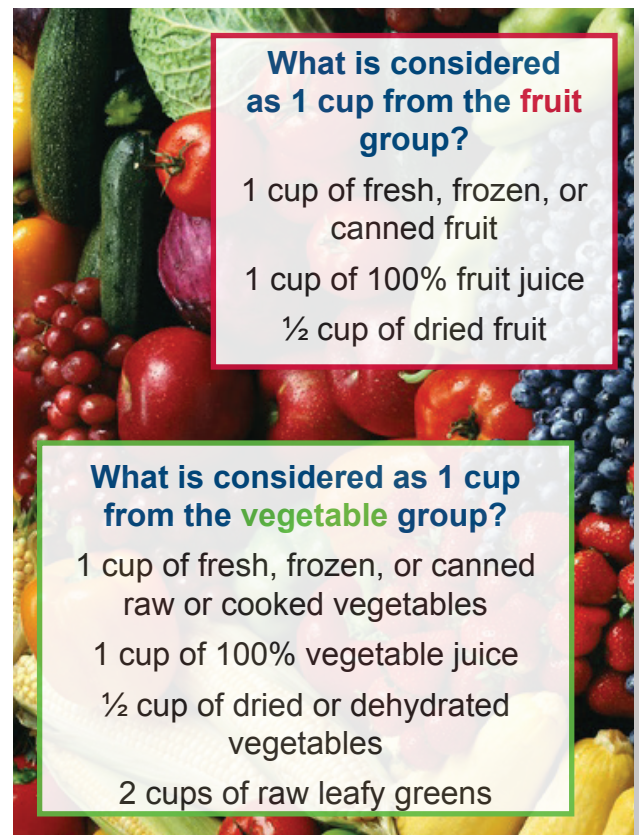 What is considered
as 1 cup from the fruit
group?
1 cup of fresh, frozen, or
canned fruit
1 cup of 100% fruit juice
½ cup of dried fruit
What is considered as 1 cup
from the vegetable group?
1 cup of fresh, frozen, or canned
raw or cooked vegetables
1 cup of 100% vegetable juice
½ cup of dried or dehydrated
vegetables
2 cups of raw leafy greens